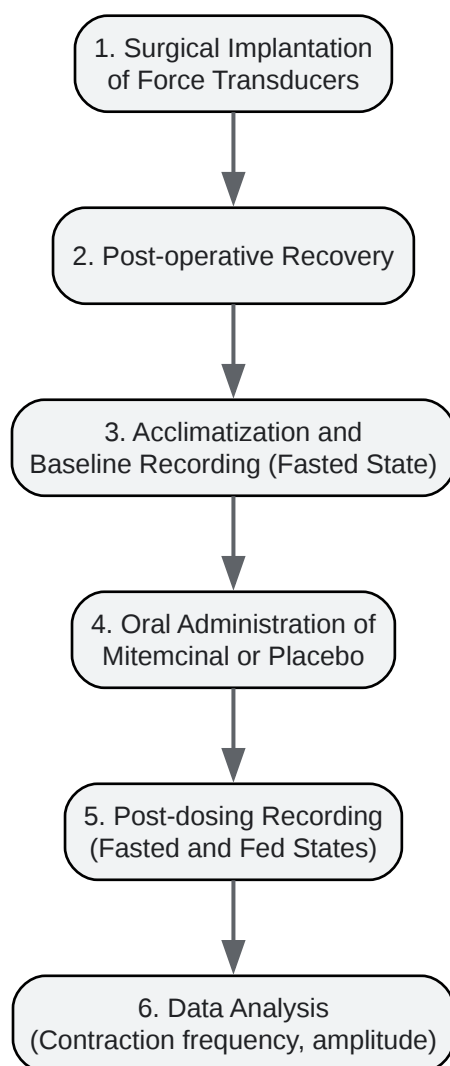 1. Surgical Implantation
of Force Transducers
2. Post-operative Recovery
3. Acclimatization and
Baseline Recording (Fasted State)
4. Oral Administration of
Mitemcinal or Placebo
5. Post-dosing Recording
(Fasted and Fed States)
6. Data Analysis
(Contraction frequency, amplitude)